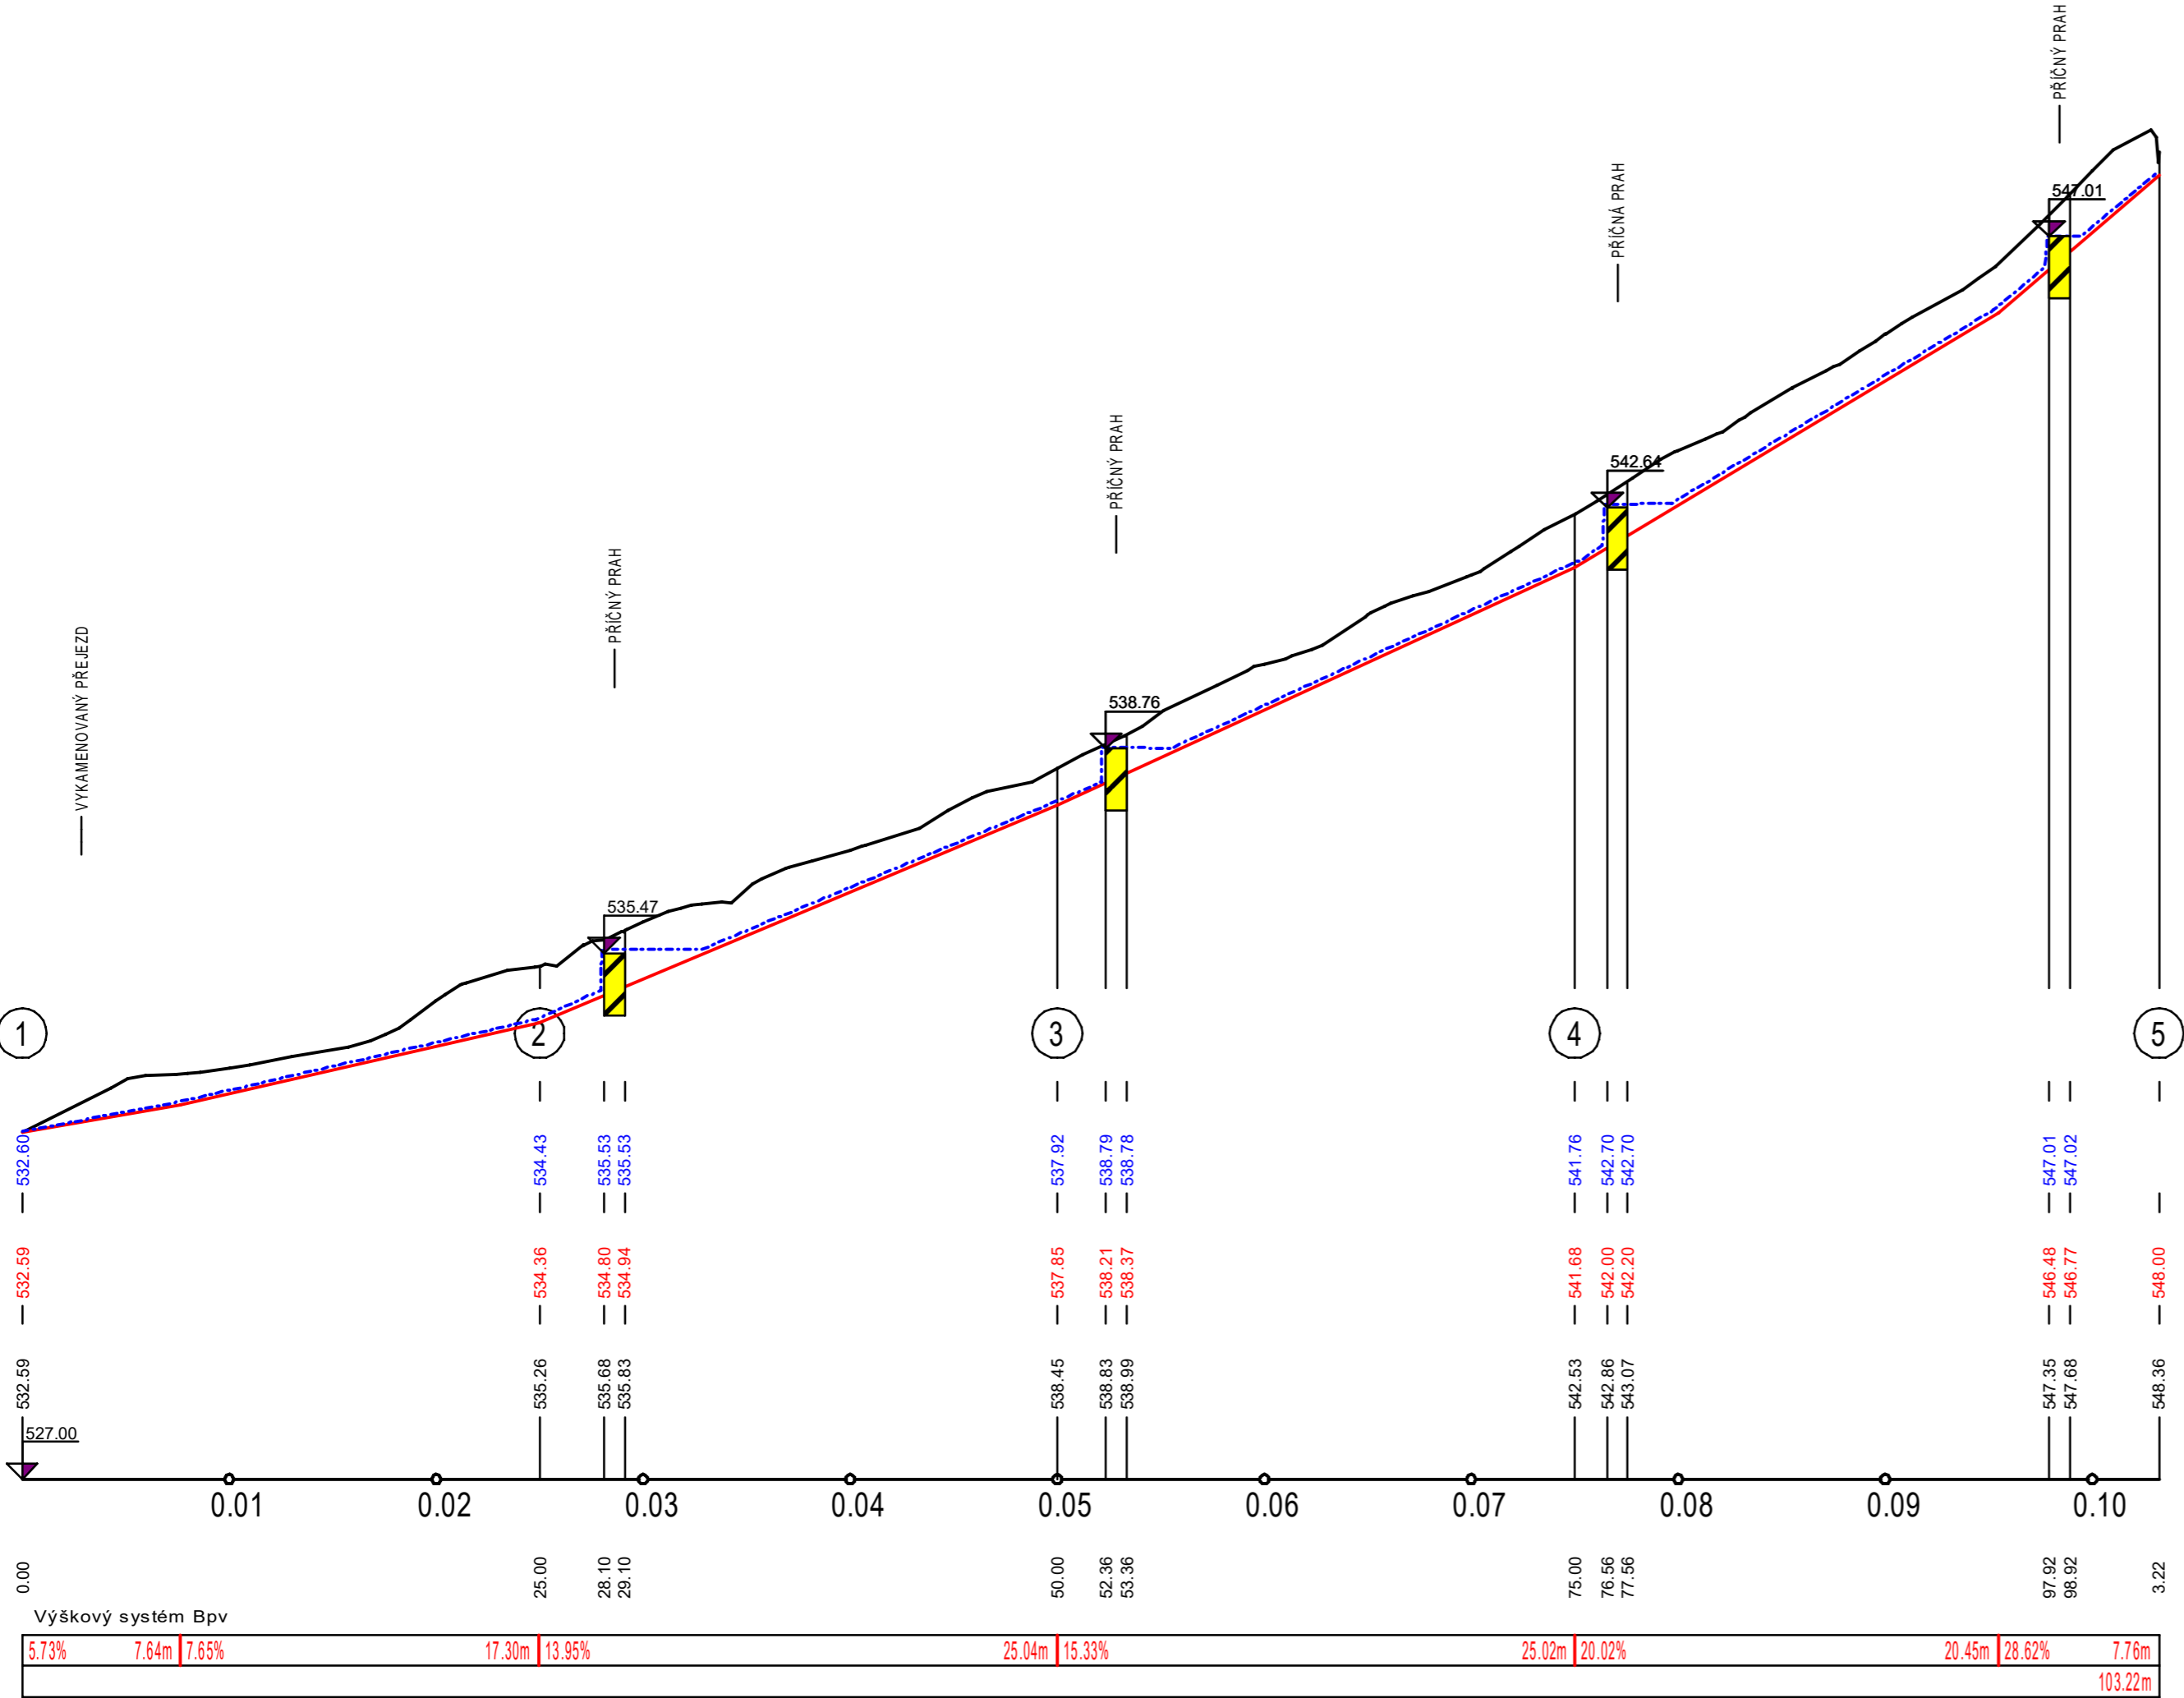 PŘÍČNÝ PRAH
PŘÍČNÁ PRAH
PŘÍČNÝ PRAH
PŘÍČNÝ PRAH
VYKAMENOVANÝ PŘEJEZD
547.01
542.64
538.76
535.47
1 2 3 4 5
532.60 534.43 535.53 535.53 537.92 538.79 538.78 541.76 542.70 542.70 547.01 547.02
532.59 534.36 534.80 534.94 537.85 538.21 538.37 541.68 542.00 542.20 546.48 546.77 548.00
532.59 535.26 535.68 535.83 538.45 538.83 538.99 542.53 542.86 543.07 547.35 547.68 548.36
527.00
0.01 0.02 0.03 0.04 0.05 0.06 0.07 0.08 0.09 0.10
0.00 25.00 28.10 29.10 50.00 52.36 53.36 75.00 76.56 77.56 97.92 98.92 3.22
Výškový systém Bpv
5.73% 7.64m 7.65% 17.30m 13.95% 25.04m 15.33% 25.02m 20.02% 20.45m 28.62% 7.76m
103.22m